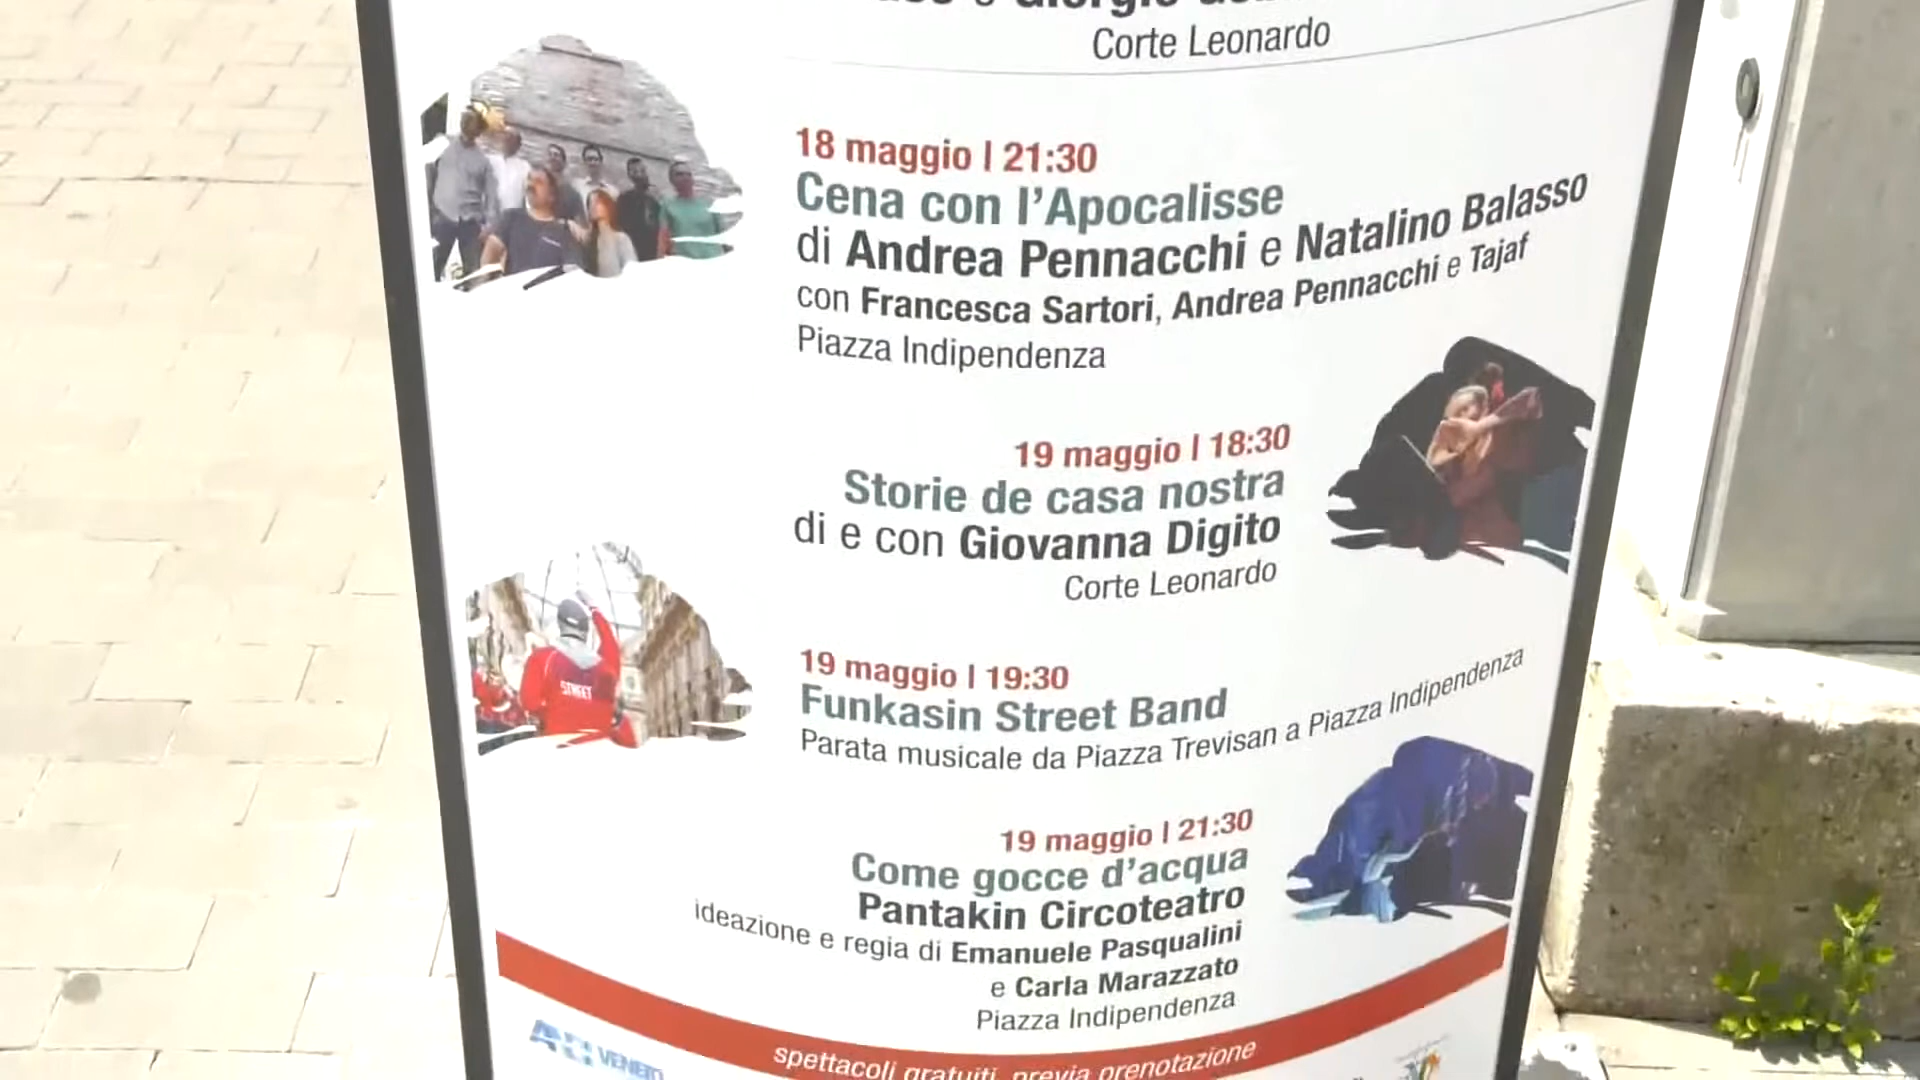 Corte Leonardo
18 maggio | 21:30
Cena con l'Apocalisse
di Andrea Pennacchi e Natalino Balasso
con Francesca Sartori, Andrea Pennacchi e Tajaf
Piazza Indipendenza
19 maggio | 18:30
Storie de casa nostra
di e con Giovanna Digito
Corte Leonardo
STREET
19 maggio | 19:30
Funkasin Street Band
Parata musicale da Piazza Trevisan a Piazza Indipendenza
19 maggio | 21:30
Come gocce d'acqua
Pantakin Circoteatro
ideazione e regia di Emanuele Pasqualini
e Carla Marazzato
Piazza Indipendenza
spettacoli gratuiti, previa prenotazione
VENETO